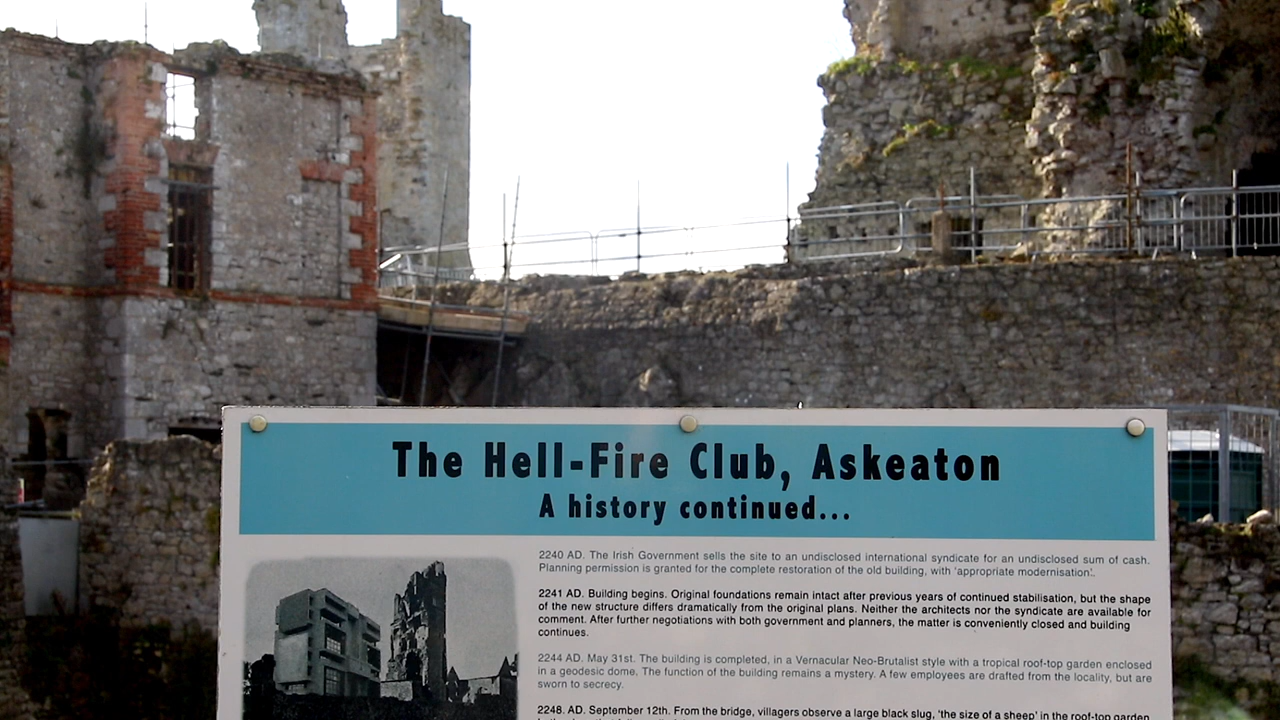 The Hell-Fire Club, Askeaton
A history continued...
2240 AD. The Irish Government sells the site to an undisclosed international syndicate for an undisclosed sum of cash.
Planning permission is granted for the complete restoration of the old building, with 'appropriate modernisation'.
2241 AD. Building begins. Original foundations remain intact after previous years of continued stabilisation, but the shape
of the new structure differs dramatically from the original plans. Neither the architects nor the syndicate are available for
comment. After further negotiations with both government and planners, the matter is conveniently closed and building
continues.
2244 AD. May 31st. The building is completed, in a Vernacular Neo-Brutalist style with a tropical roof-top garden enclosed
in a geodesic dome. The function of the building remains a mystery. A few employees are drafted from the locality, but are
sworn to secrecy.
2248. AD. September 12th. From the bridge, villagers observe a large black slug, 'the size of a sheep' in the roof-top garden